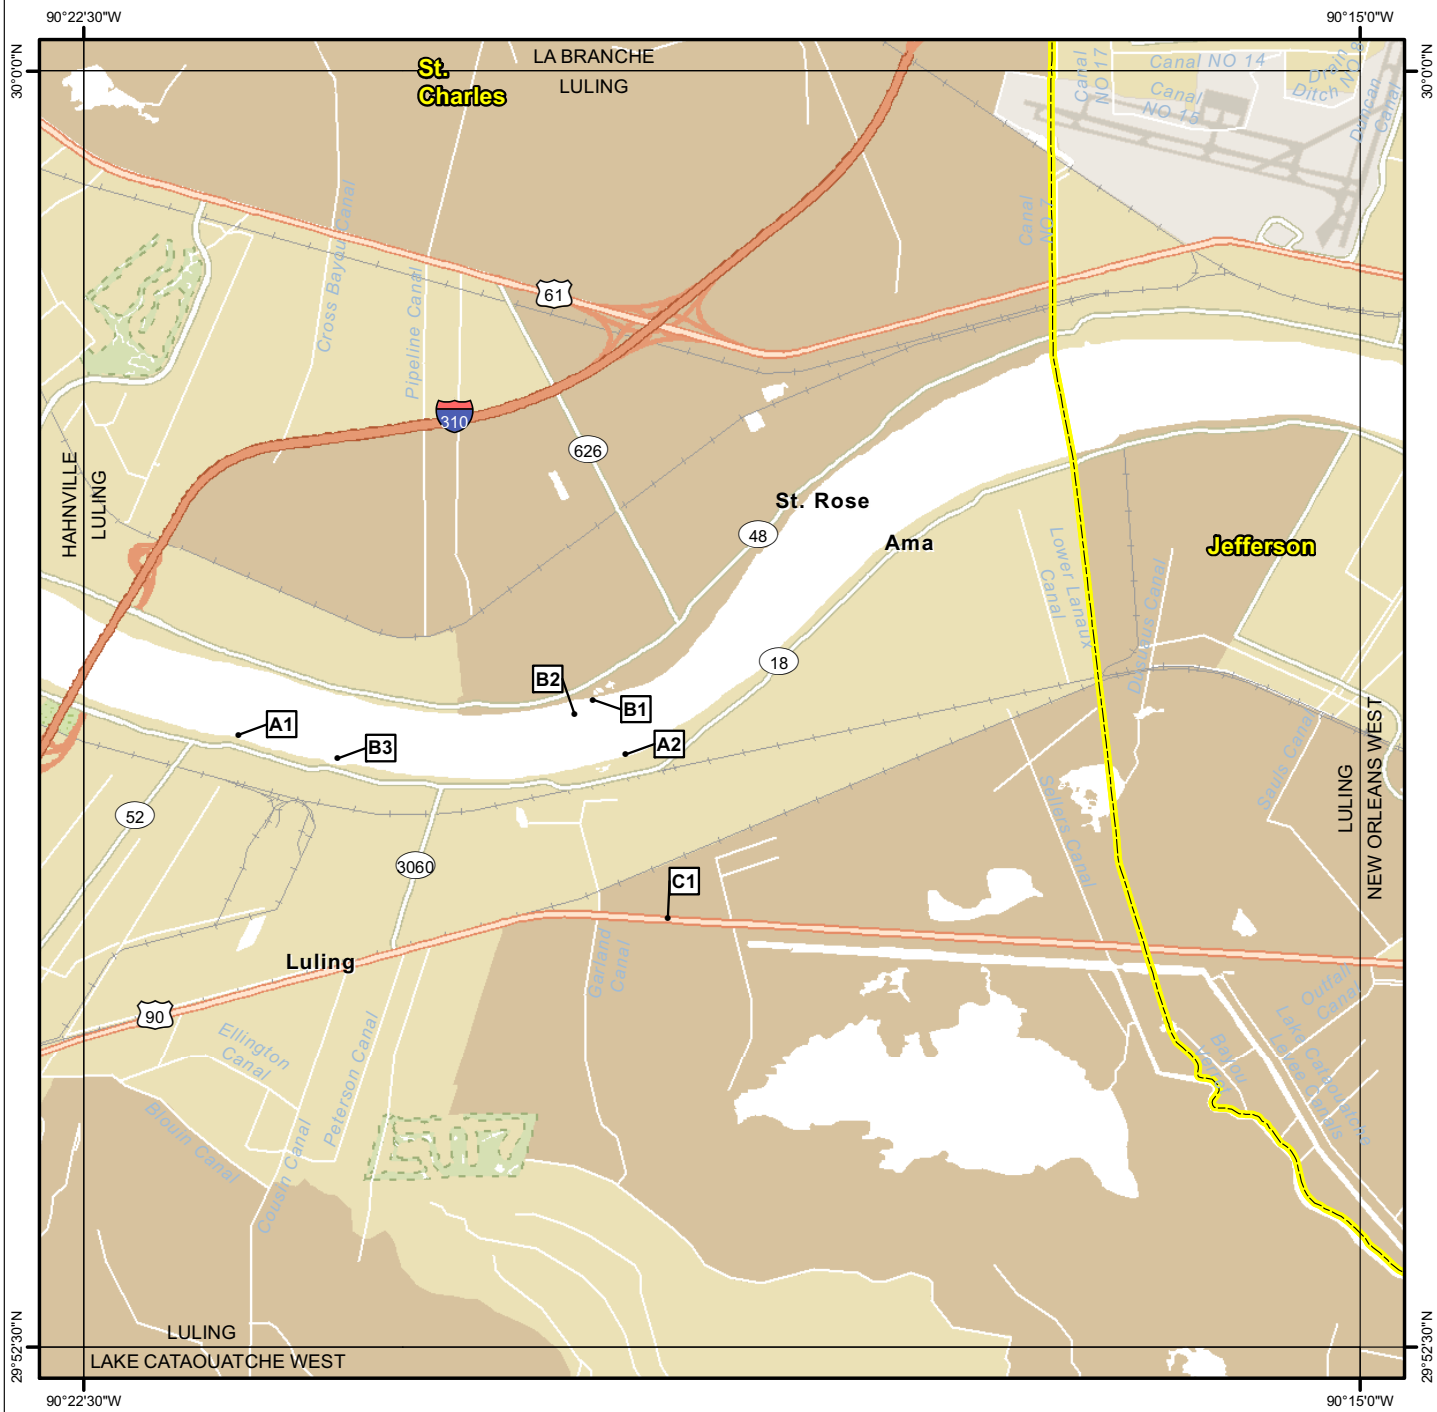 90°22'30"W
90°15'0"W
30°0'0"N
30°0'0"N
LA BRANCHE
LULING
St.
Charles
Canal NO 14
Canal
NO 17
Canal
NO 15
Drain
Ditch NO 8
Duncan
Canal
Canal
NO 7
Cross Bayou Canal
Pipeline Canal
61
310
626
HAHNVILLE
LULING
St. Rose
48
Ama
Jefferson
Lower Lanaux
Canal
Dusuaus Canal
18
B2
B1
A1
B3
A2
52
3060
Sellers Canal
Sauls Canal
LULING
NEW ORLEANS WEST
C1
Luling
Garland
Canal
90
Ellington
Canal
Peterson Canal
Blouin Canal
Cousin Canal
Bayou
Verret
Outfall
Canal
Lake Cataouatche
Levee Canals
LULING
LAKE CATAOUATCHE WEST
29°52'30"N
29°52'30"N
90°22'30"W
90°15'0"W